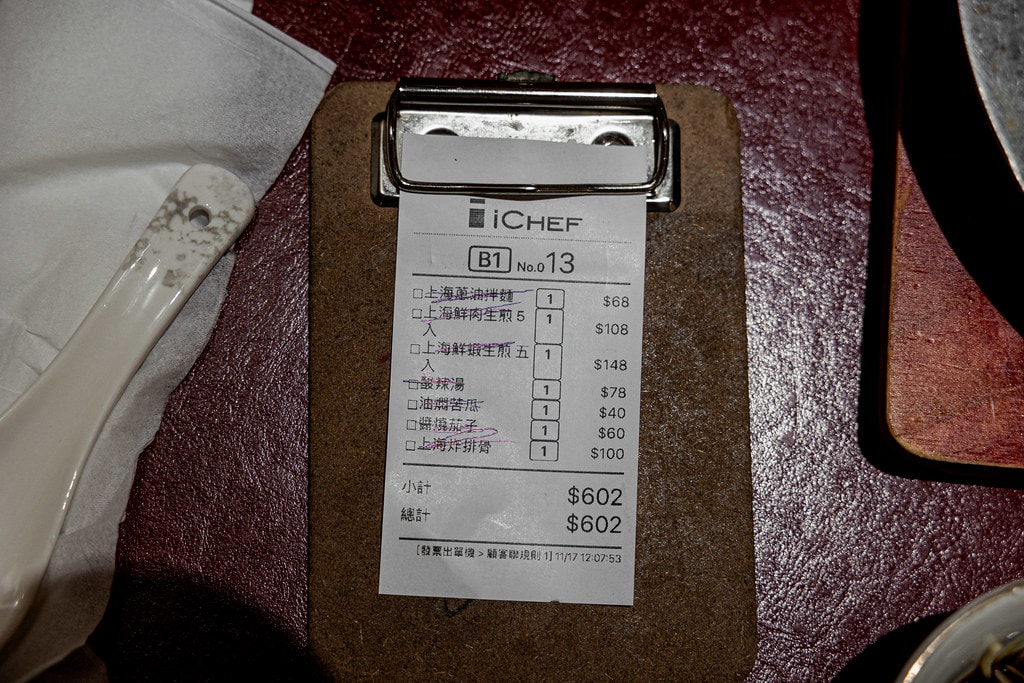 iCHEF
B1 No.013
□上海蔥油拌麵 1 $68
□上海鮮肉生煎5 1 $108
入
□上海鮮蝦生煎 五 1 $148
入
□酸辣湯 1 $78
□油燜苦瓜 1 $40
□醬燒茄子 1 $60
□上海炸排骨 1 $100
小計 $602
總計 $602
[發票出單機 > 顧客聯規則 1] 11/17 12:07:53